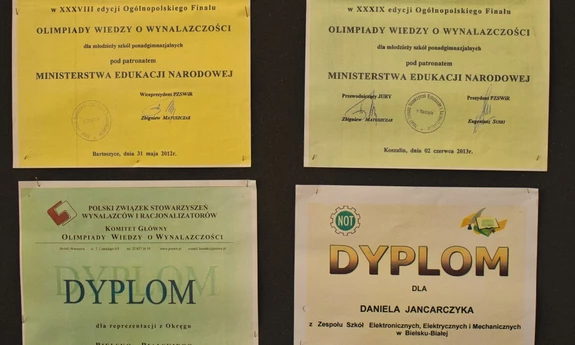 w XXXVIII edycji Ogólnopolskiego Finału
OLIMPIADY WIEDZY O WYNALAZCZOŚCI
dla młodzieży szkół ponadgimnazjalnych
pod patronatem
MINISTERSTWA EDUKACJI NARODOWEJ
Wiceprezydent PZSWiR
Zbigniew MATUSZCZAK
Bartoszyce, dnia 31 maja 2012r.
w XXXIX edycji Ogólnopolskiego Finału
OLIMPIADY WIEDZY O WYNALAZCZOŚCI
dla młodzieży szkół ponadgimnazjalnych
pod patronatem
MINISTERSTWA EDUKACJI NARODOWEJ
Przewodniczący JURY
Prezydent PZSWiR
Zbigniew MATUSZCZAK
Koszalin, dnia 02 czerwca 2013r.
POLSKI ZWIĄZEK STOWARZYSZEŃ
WYNALAZCÓW I RACJONALIZATORÓW
KOMITET GŁÓWNY
OLIMPIADY WIEDZY O WYNALAZCZOŚCI
DYPLOM
dla reprezentacji z Okręgu
NOT
DYPLOM
DLA
DANIELA JANCARCZYKA
z Zespołu Szkół Elektronicznych, Elektrycznych i Mechanicznych
w Bielsku-Białej